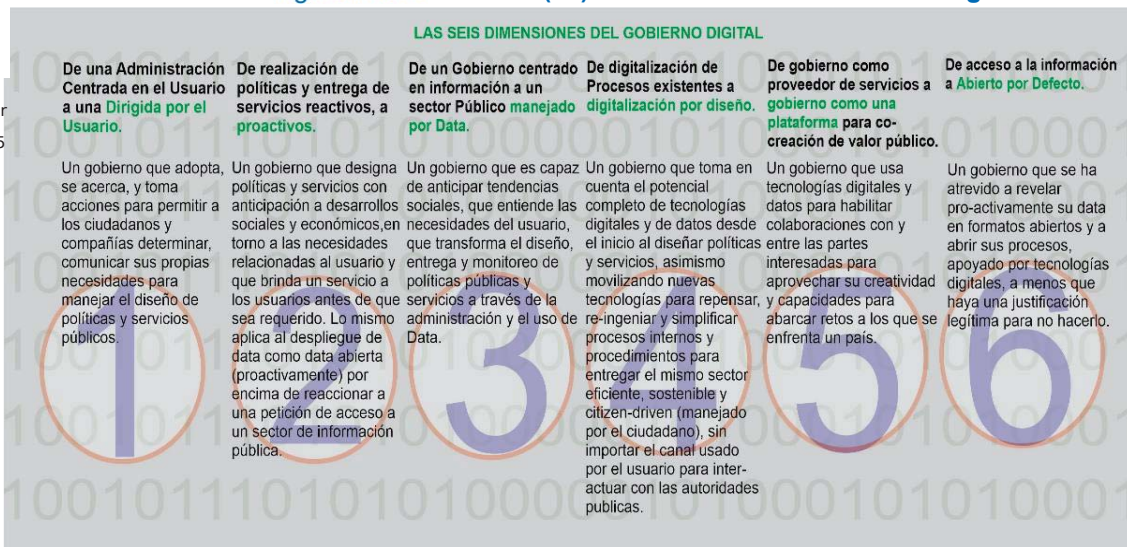 LAS SEIS DIMENSIONES DEL GOBIERNO DIGITAL
De una Administración
Centrada en el Usuario
a una Dirigida por el
Usuario.
Un gobierno que adopta,
se acerca, y toma
acciones para permitir a
los ciudadanos y
compañías determinar,
comunicar sus propias
necesidades para
manejar el diseño de
políticas y servicios
públicos.
1
De realización de
políticas y entrega de
servicios reactivos, a
proactivos.
Un gobierno que designa
políticas y servicios con
anticipación a desarrollos
sociales y económicos,en
torno a las necesidades
relacionadas al usuario y
que brinda un servicio a
los usuarios antes de que
sea requerido. Lo mismo
aplica al despliegue de
data como data abierta
(proactivamente) por
encima de reaccionar a
una petición de acceso a
un sector de información
pública.
2
De un Gobierno centrado
en información a un
sector Público manejado
por Data.
Un gobierno que es capaz
de anticipar tendencias
sociales, que entiende las
necesidades del usuario,
que transforma el diseño,
entrega y monitoreo de
políticas públicas y
servicios a través de la
administración y el uso de
Data.
3
De digitalización de
Procesos existentes a
digitalización por diseño.
Un gobierno que toma en
cuenta el potencial
completo de tecnologías
digitales y de datos desde
el inicio al diseñar políticas
y servicios, asimismo
movilizando nuevas
tecnologías para repensar,
re-ingeniar y simplificar
procesos internos y
procedimientos para
entregar el mismo sector
eficiente, sostenible y
citizen-driven (manejado
por el ciudadano), sin
importar el canal usado
por el usuario para inter-
actuar con las autoridades
publicas.
4
De gobierno como
proveedor de servicios a
gobierno como una
plataforma para co-
creación de valor público.
Un gobierno que usa
tecnologías digitales y
datos para habilitar
colaboraciones con y
entre las partes
interesadas para
aprovechar su creatividad
y capacidades para
abarcar retos a los que se
enfrenta un país.
5
De acceso a la información
a Abierto por Defecto.
Un gobierno que se ha
atrevido a revelar
pro-activamente su data
en formatos abiertos y a
abrir sus procesos,
apoyado por tecnologías
digitales, a menos que
haya una justificación
legítima para no hacerlo.
6